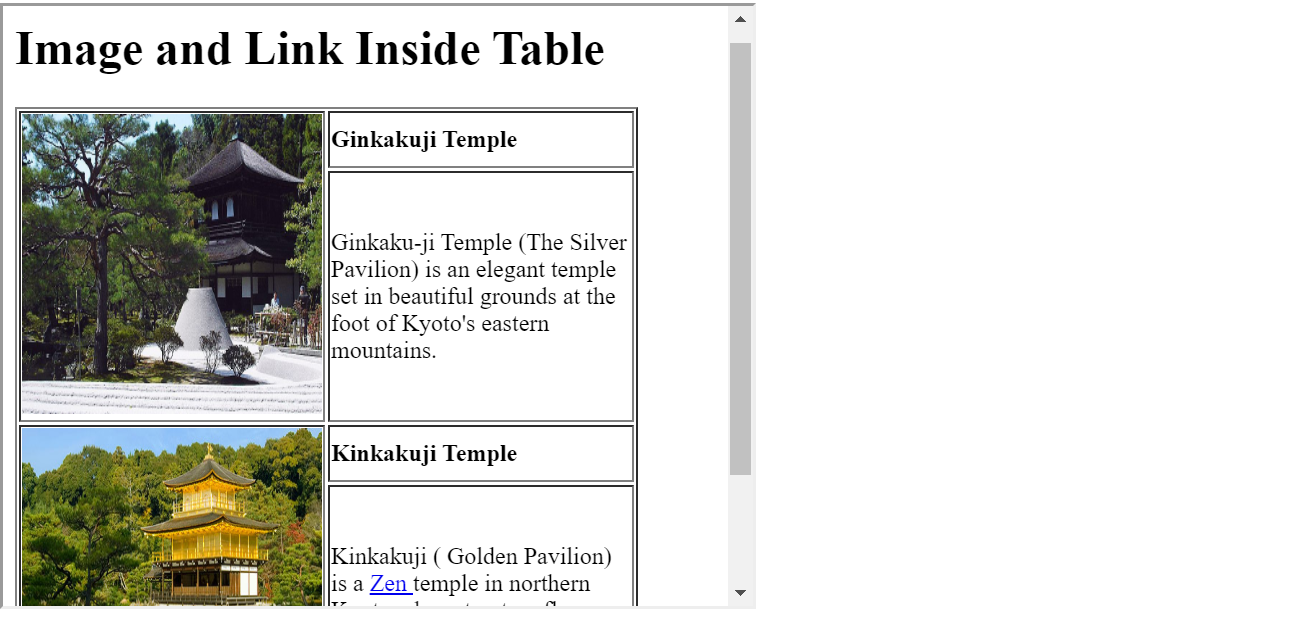 Image and Link Inside Table
Ginkakuji Temple
Ginkaku-ji Temple (The Silver
Pavilion) is an elegant temple
set in beautiful grounds at the
foot of Kyoto's eastern
mountains.
Kinkakuji Temple
Kinkakuji ( Golden Pavilion)
is a Zen temple in northern